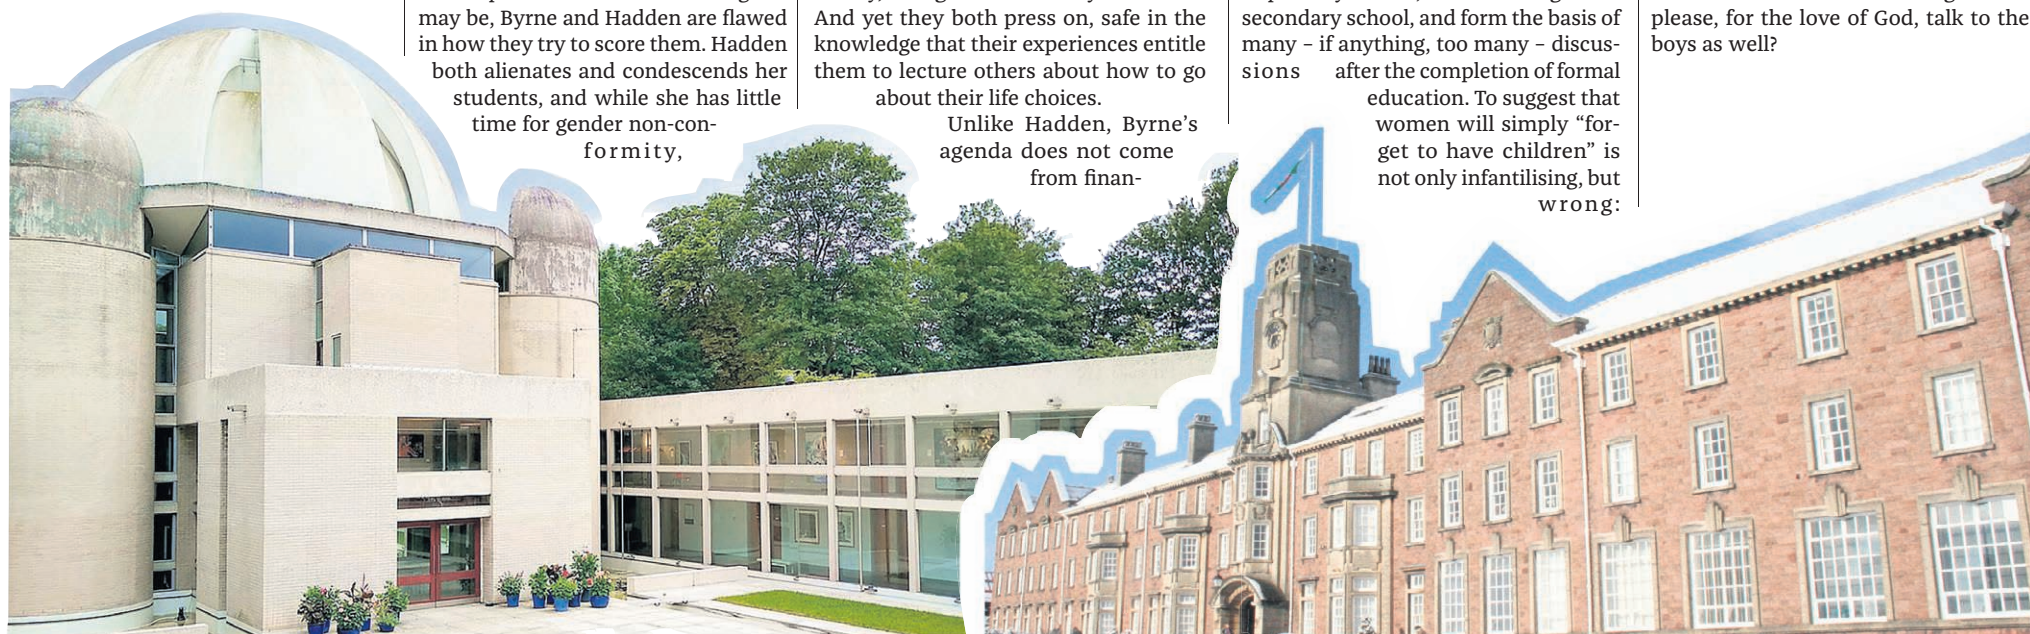 may be, Byrne and Hadden are flawed
in how they try to score them. Hadden
both alienates and condescends her
students, and while she has little
time for gender non-con-
formity,
And yet they both press on, safe in the
knowledge that their experiences entitle
them to lecture others about how to go
about their life choices.
Unlike Hadden, Byrne's
agenda does not come
from finan-
secondary school, and form the basis of
many – if anything, too many – discus-
sions after the completion of formal
education. To suggest that
women will simply “for-
get to have children” is
not only infantilising, but
wrong:
please, for the love of God, talk to the
boys as well?